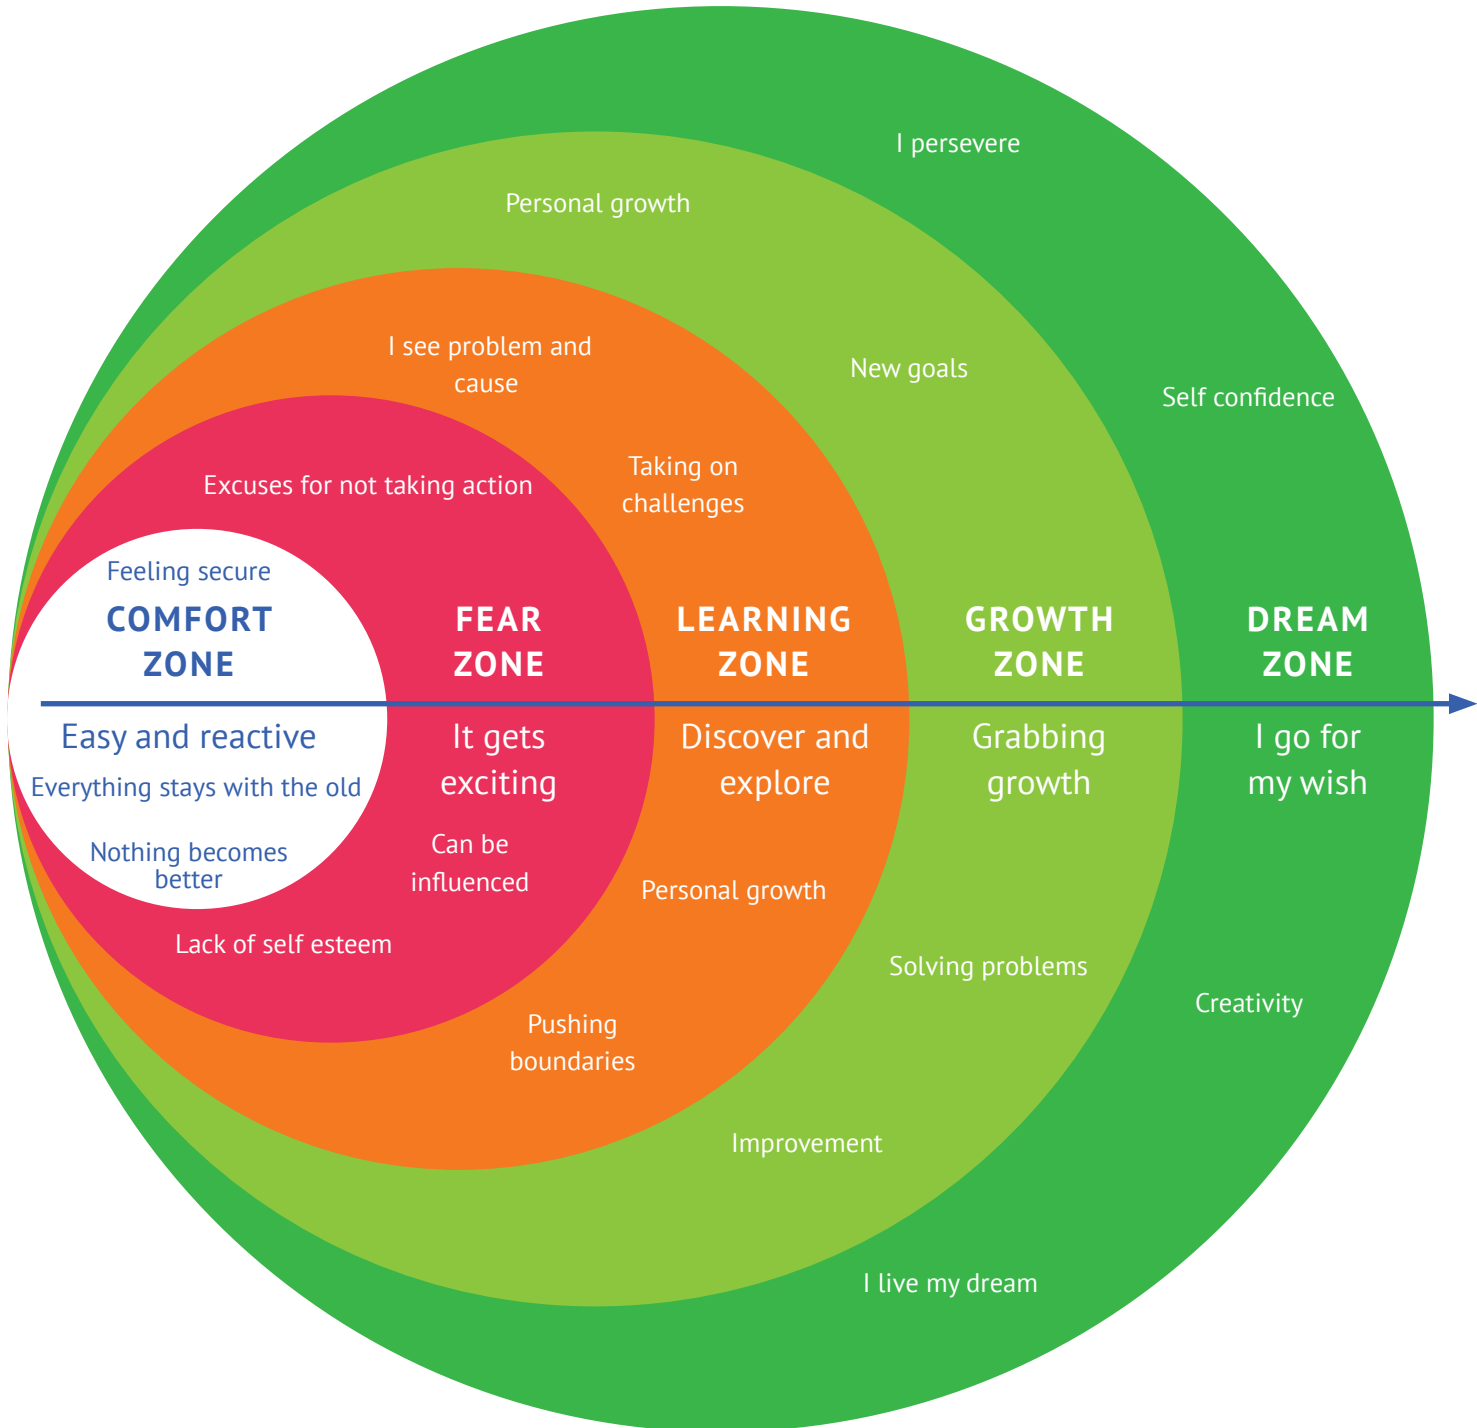 I persevere
Personal growth
I see problem and
cause
New goals
Self confidence
Taking on
challenges
Excuses for not taking action
Feeling secure
COMFORT
ZONE
FEAR
ZONE
LEARNING
ZONE
GROWTH
ZONE
DREAM
ZONE
Easy and reactive
It gets
exciting
Discover and
explore
Grabbing
growth
I go for
my wish
Everything stays with the old
Nothing becomes
better
Can be
influenced
Personal growth
Lack of self esteem
Solving problems
Creativity
Pushing
boundaries
Improvement
I live my dream